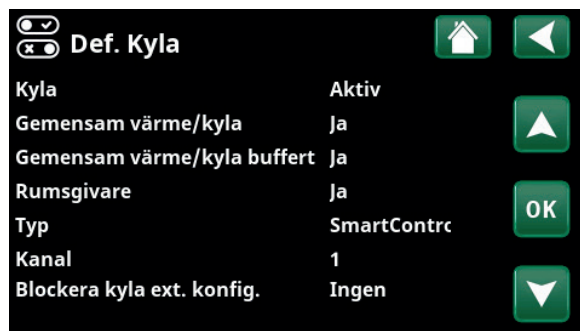 Def. Kyla
Kyla Aktiv
Gemensam värme/kyla Ja
Gemensam värme/kyla buffert Ja
Rumsgivare Ja
OK
Typ SmartContrc
Kanal 1
Blockera kyla ext. konfig. Ingen